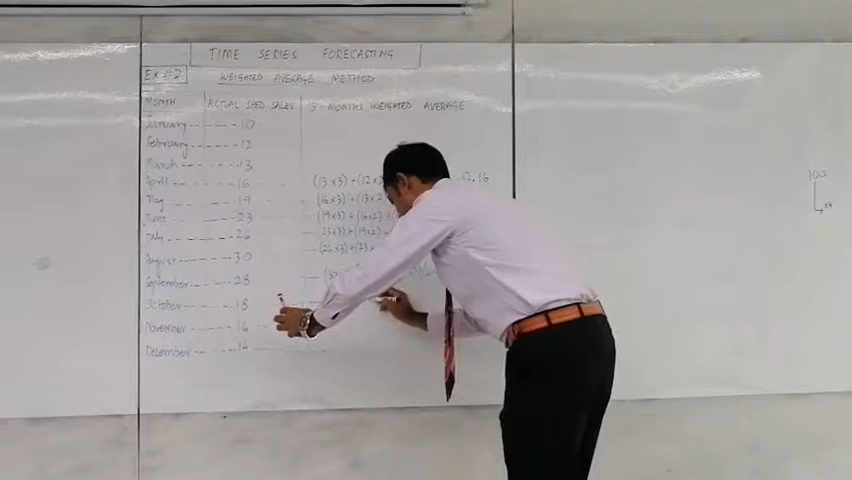 TIME SERIES FORECASTING
Ex #2
WEIGHTED AVERAGE METHOD
MONTH ACTUAL SHED SALES 3-MONTHS WEIGHTED AVERAGE
January 10
February 12
March 13
April 16 (13x3)+(12x 12.16
May 19 (16x3)+(13x2
June 23 (19x3)+(16x2)
July 26 (23x3)+(19x2)
August 30 (26x3)+(23
September 28
October 18
November 16
December 14
100